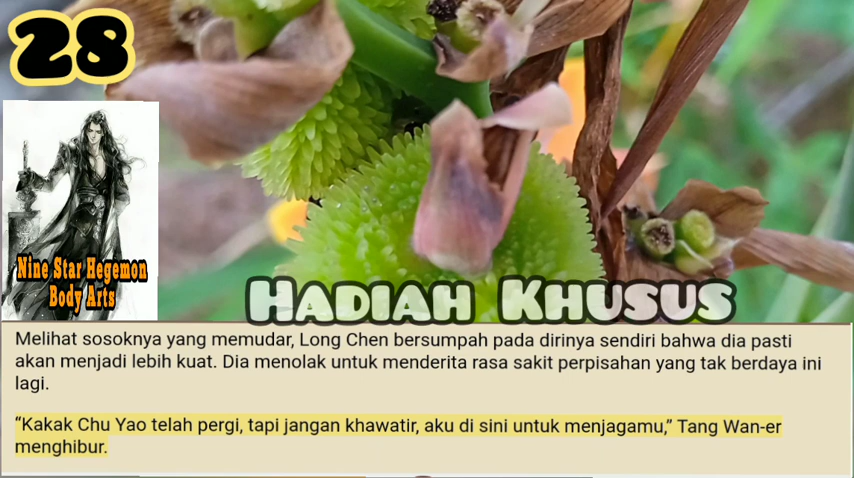 28
Nine Star Hegemon
Body Arts
Hadiah Khusus
Melihat sosoknya yang memudar, Long Chen bersumpah pada dirinya sendiri bahwa dia pasti
akan menjadi lebih kuat. Dia menolak untuk menderita rasa sakit perpisahan yang tak berdaya ini
lagi.
“Kakak Chu Yao telah pergi, tapi jangan khawatir, aku di sini untuk menjagamu,” Tang Wan-er
menghibur.